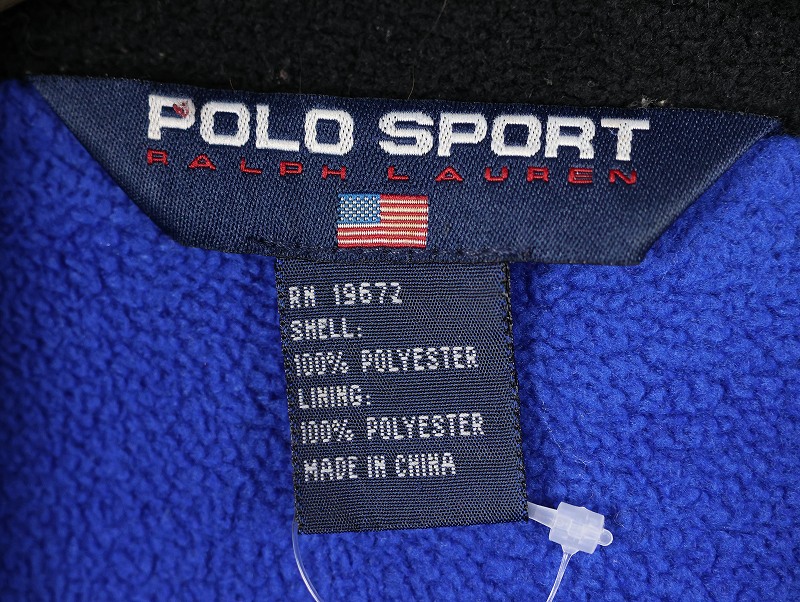 POLO SPORT
RALPH LAUREN
RN 19672
SHELL:
100% POLYESTER
LINING:
100% POLYESTER
MADE IN CHINA